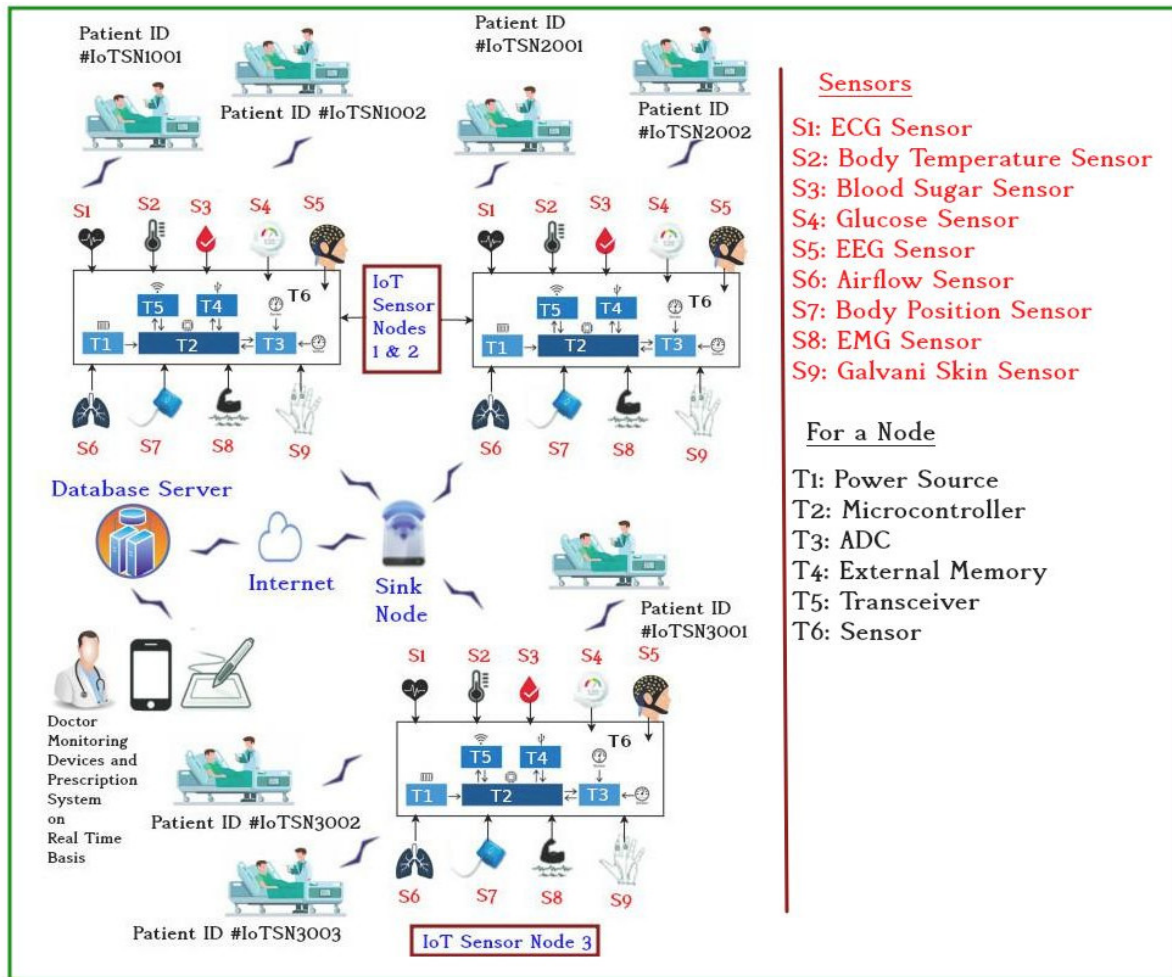 Patient ID
#IoTSN1001
Patient ID #IoTSN1002
Patient ID
#IoTSN2001
Patient ID
#IoTSN2002
S1
S2
S3
S4
S5
T5
T4
T6
T1
T2
T3
S6
S7
S8
S9
IoT
Sensor
Nodes
1 & 2
S1
S2
S3
S4
S5
T5
T4
T6
T1
T2
T3
S6
S7
S8
S9
Database Server
Internet
Sink
Node
Patient ID
#IoTSN3001
Doctor
Monitoring
Devices and
Prescription
System
on
Real Time
Basis
Patient ID #IoTSN3002
Patient ID #IoTSN3003
S1
S2
S3
S4
S5
T5
T4
T6
T1
T2
T3
S6
S7
S8
S9
IoT Sensor Node 3
Sensors
S1: ECG Sensor
S2: Body Temperature Sensor
S3: Blood Sugar Sensor
S4: Glucose Sensor
S5: EEG Sensor
S6: Airflow Sensor
S7: Body Position Sensor
S8: EMG Sensor
S9: Galvani Skin Sensor
For a Node
T1: Power Source
T2: Microcontroller
T3: ADC
T4: External Memory
T5: Transceiver
T6: Sensor